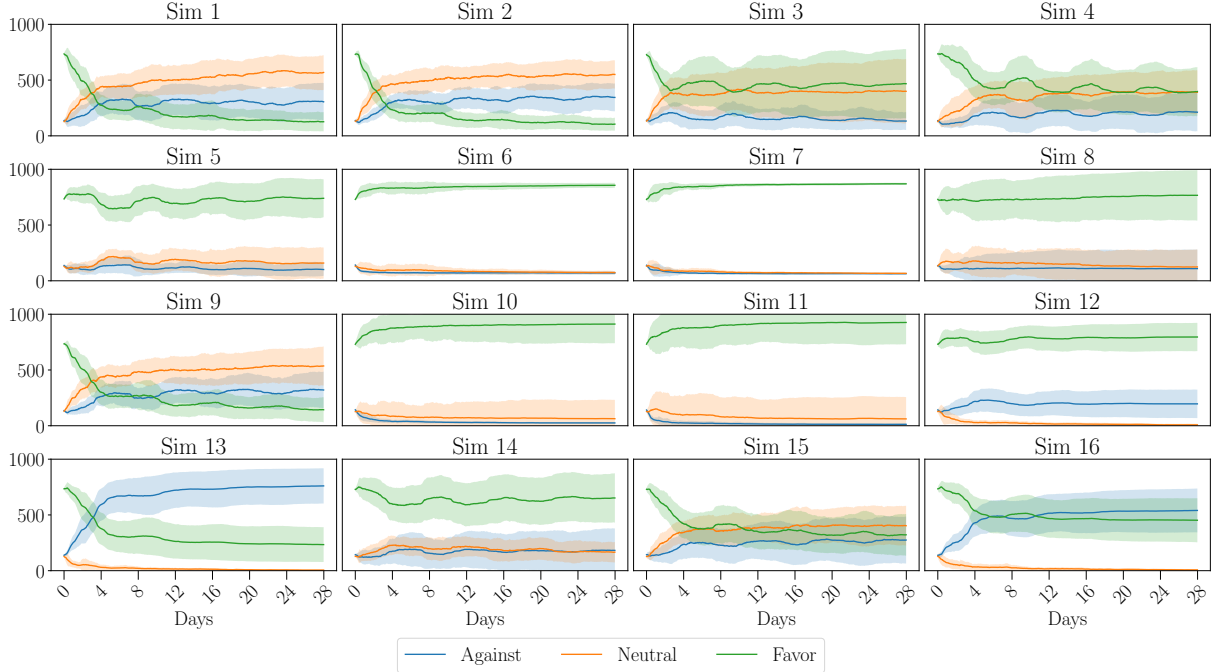 Sim 1 Sim 2 Sim 3 Sim 4
1000
500
0
Sim 5 Sim 6 Sim 7 Sim 8
1000
500
0
Sim 9 Sim 10 Sim 11 Sim 12
1000
500
0
Sim 13 Sim 14 Sim 15 Sim 16
1000
500
0
0 4 8 12 16 20 24 28 0 4 8 12 16 20 24 28 0 4 8 12 16 20 24 28 0 4 8 12 16 20 24 28
Days Days Days Days
Against Neutral Favor